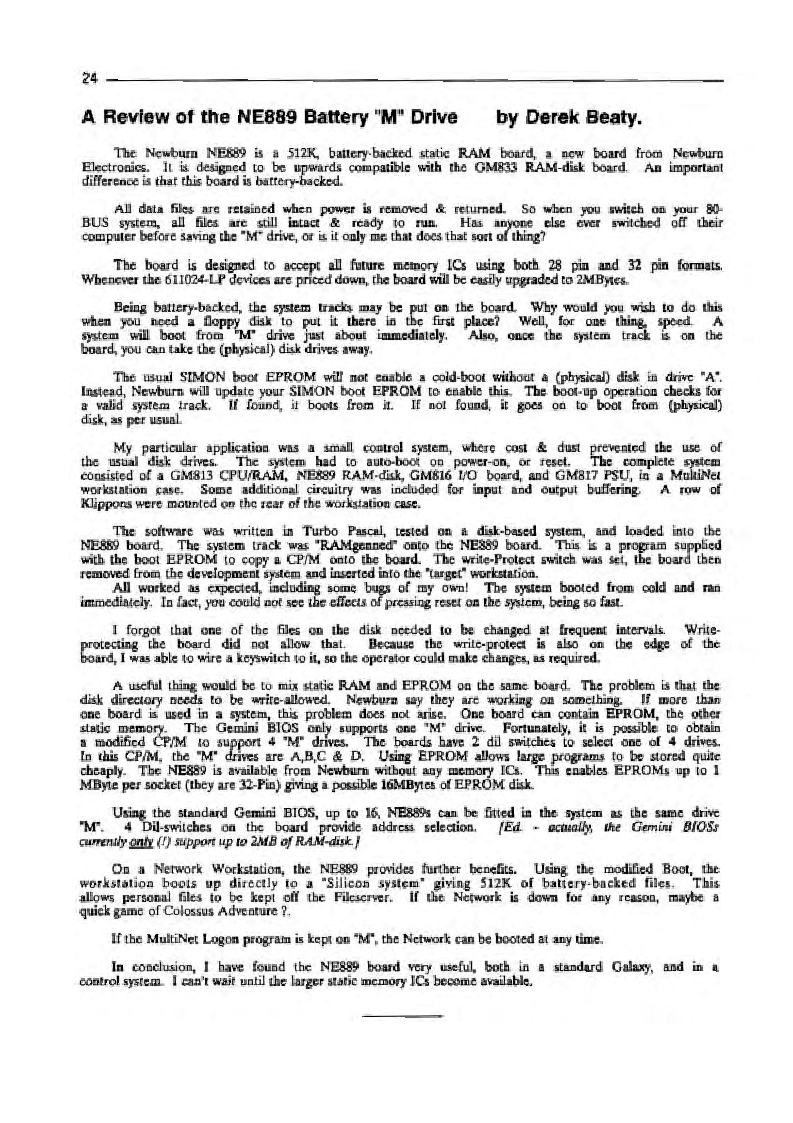 24
A Review of the NE889 Battery "M" Drive by Derek Beaty.
The Newburn NE889 is a 512K, battery-backed static RAM board, a new board from Newburn
Electronics. It is designed to be upwards compatible with the GM833 RAM-disk board. An important
difference is that this board is battery-backed.
All data files are retained when power is removed & returned. So when you switch on your 80-
BUS system, all files are still intact & ready to run. Has anyone else ever switched off their
computer before saving the "M" drive, or is it only me that does that sort of thing?
The board is designed to accept all future memory ICs using both 28 pin and 32 pin formats.
Whenever the 611024-LP devices are priced down, the board will be easily upgraded to 2MBytes.
Being battery-backed, the system tracks may be put on the board. Why would you wish to do this
when you need a floppy disk to put it there in the first place? Well, for one thing, speed. A
system will boot from "M" drive just about immediately. Also, once the system track is on the
board, you can take the (physical) disk drives away.
The usual SIMON boot EPROM will not enable a cold-boot without a (physical) disk in drive "A".
Instead, Newburn will update your SIMON boot EPROM to enable this. The boot-up operation checks for
a valid system track. If found, it boots from it. If not found, it goes on to boot from (physical)
disk, as per usual.
My particular application was a small control system, where cost & dust prevented the use of
the usual disk drives. The system had to auto-boot on power-on, or reset. The complete system
consisted of a GM813 CPU/RAM, NE889 RAM-disk, GM816 I/O board, and GM817 PSU, in a MultiNet
workstation case. Some additional circuitry was included for input and output buffering. A row of
Klippons were mounted on the rear of the workstation case.
The software was written in Turbo Pascal, tested on a disk-based system, and loaded into the
NE889 board. The system track was "RAMgenned" onto the NE889 board. This is a program supplied
with the boot EPROM to copy a CP/M onto the board. The write-Protect switch was set, the board then
removed from the development system and inserted into the "target" workstation.
All worked as expected, including some bugs of my own! The system booted from cold and ran
immediately. In fact, you could not see the effects of pressing reset on the system, being so fast.
I forgot that one of the files on the disk needed to be changed at frequent intervals. Write-
protecting the board did not allow that. Because the write-protect is also on the edge of the
board, I was able to wire a keyswitch to it, so the operator could make changes, as required.
A useful thing would be to mix static RAM and EPROM on the same board. The problem is that the
disk directory needs to be write-allowed. Newburn say they are working on something. If more than
one board is used in a system, this problem does not arise. One board can contain EPROM, the other
static memory. The Gemini BIOS only supports one "M" drive. Fortunately, it is possible to obtain
a modified CP/M to support 4 "M" drives. The boards have 2 dil switches to select one of 4 drives.
In this CP/M, the "M" drives are A,B,C & D. Using EPROM allows large programs to be stored quite
cheaply. The NE889 is available from Newburn without any memory ICs. This enables EPROMs up to 1
MByte per socket (they are 32-Pin) giving a possible 16MBytes of EPROM disk.
Using the standard Gemini BIOS, up to 16, NE889s can be fitted in the system as the same drive
"M". 4 Dil-switches on the board provide address selection. [Ed. - actually, the Gemini BIOSs
currently only (!) support up to 2MB of RAM-disk.]
On a Network Workstation, the NE889 provides further benefits. Using the modified Boot, the
workstation boots up directly to a "Silicon system" giving 512K of battery-backed files. This
allows personal files to be kept off the Fileserver. If the Network is down for any reason, maybe a
quick game of Colossus Adventure ?.
If the MultiNet Logon program is kept on "M", the Network can be booted at any time.
In conclusion, I have found the NE889 board very useful, both in a standard Galaxy, and in a
control system. I can't wait until the larger static memory ICs become available.